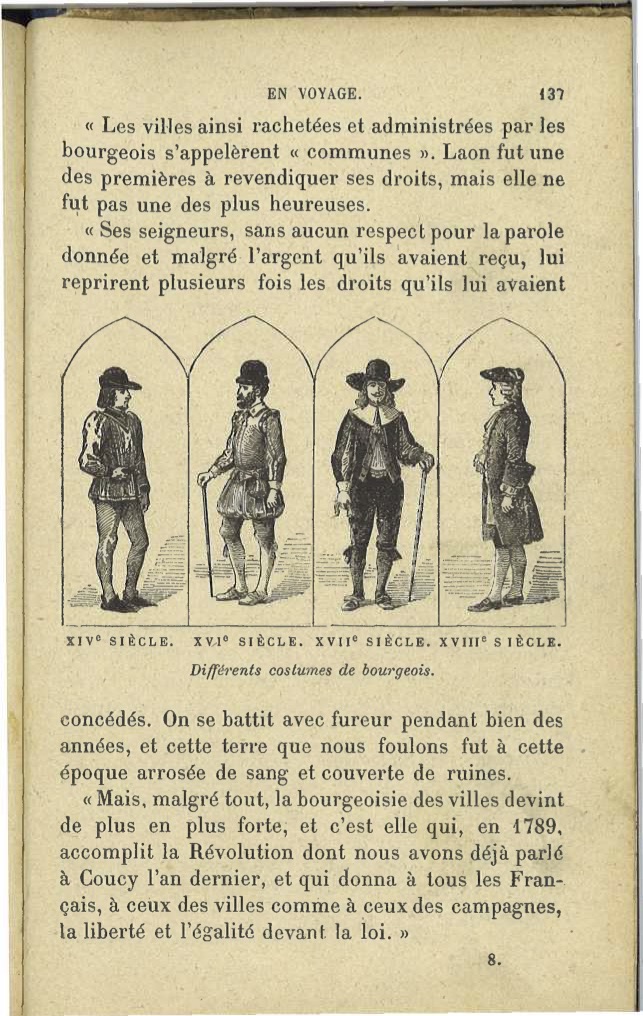 EN VOYAGE. 137
« Les villes ainsi rachetées et administrées par les
bourgeois s'appelèrent « communes ». Laon fut une
des premières à revendiquer ses droits, mais elle ne
fut pas une des plus heureuses.
« Ses seigneurs, sans aucun respect pour la parole
donnée et malgré l'argent qu'ils avaient reçu, lui
reprirent plusieurs fois les droits qu'ils lui avaient
XIVe SIÈCLE. XVIe SIÈCLE. XVIIe SIÈCLE. XVIIIe SIÈCLE.
Différents costumes de bourgeois.
concédés. On se battit avec fureur pendant bien des
années, et cette terre que nous foulons fut à cette
époque arrosée de sang et couverte de ruines.
« Mais, malgré tout, la bourgeoisie des villes devint
de plus en plus forte, et c'est elle qui, en 1789,
accomplit la Révolution dont nous avons déjà parlé
à Coucy l'an dernier, et qui donna à tous les Fran-
çais, à ceux des villes comme à ceux des campagnes,
la liberté et l'égalité devant la loi. »
8.